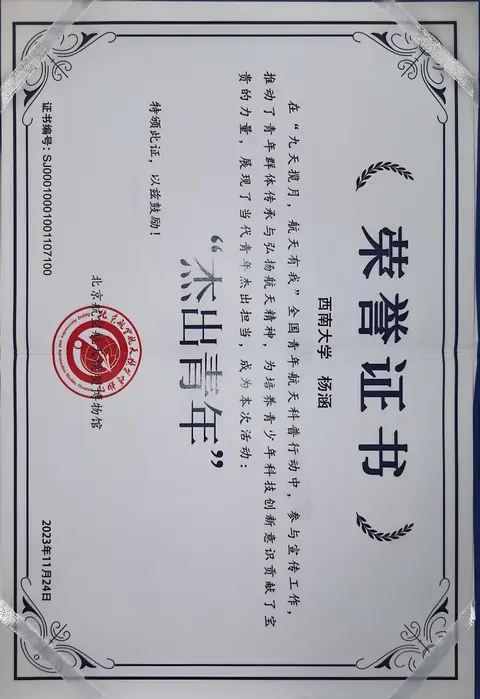 荣誉证书
西南大学 杨涵
在“九天揽月，航天有我”全国青年航天科普行动中，参与宣传工作，
推动了青年群体传承与弘扬航天精神，为培养青少年科技创新意识贡献了宝
贵的力量，展现了当代青年杰出担当，成为本次活动：
“杰出青年”
特颁此证，以兹鼓励！
北京航空航天博物馆
证书编号：SJ00010001001107100
2023年11月24日